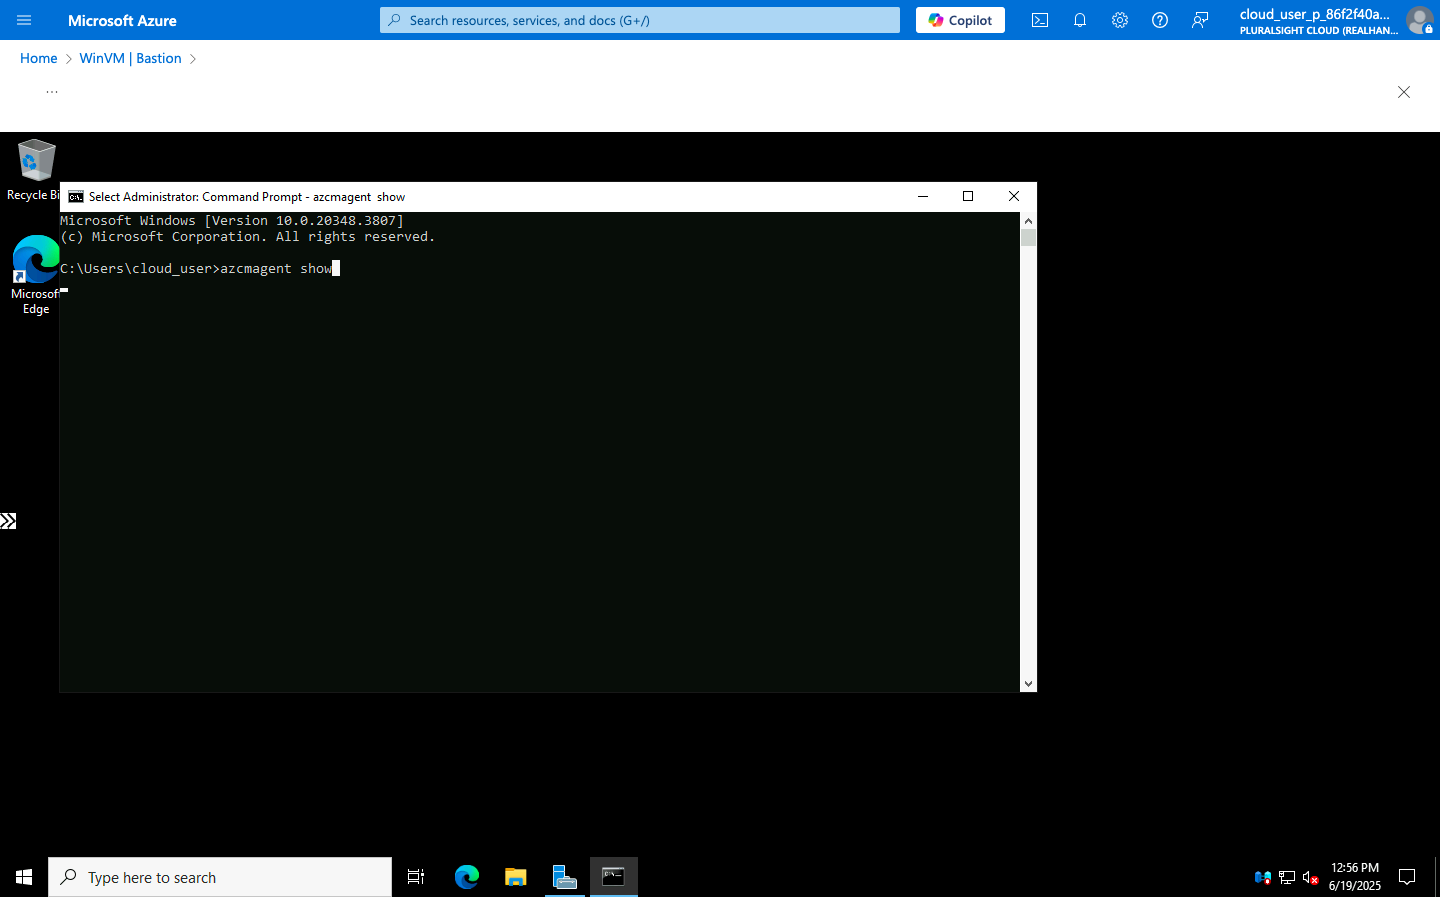 Microsoft Azure
Search resources, services, and docs (G+/)
Copilot
cloud_user_p_86f2f40a...
PLURALSIGHT CLOUD (REALHAN...
Home
WinVM | Bastion
...
Recycle Bi
Select Administrator: Command Prompt - azcmagent show
Microsoft Windows [Version 10.0.20348.3807]
(c) Microsoft Corporation. All rights reserved.
C:\Users\cloud_user>azcmagent show
Microsoft
Edge
Type here to search
12:56 PM
6/19/2025